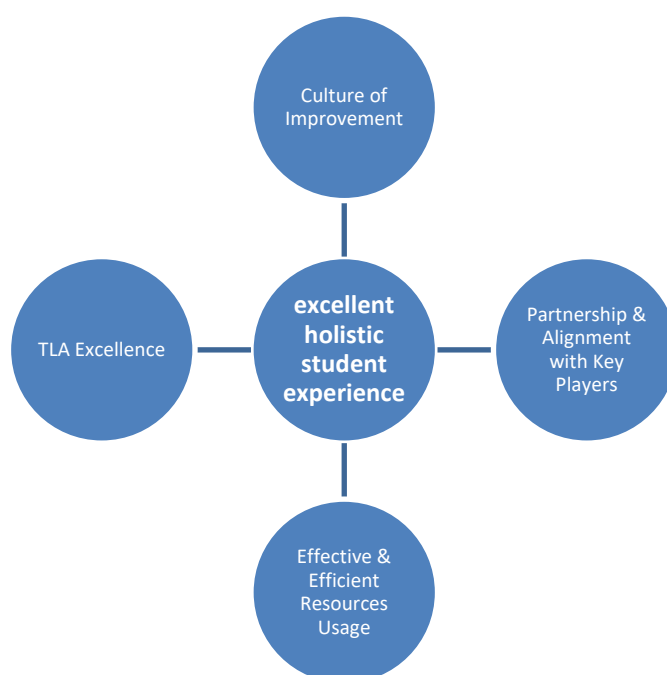 Culture of
Improvement
TLA Excellence
excellent
holistic
student
experience
Partnership &
Alignment
with Key
Players
Effective &
Efficient
Resources
Usage